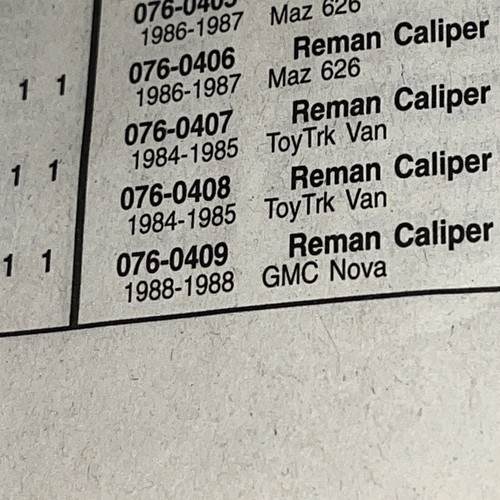 076-0405
1986-1987 Maz 626
076-0406 Reman Caliper
1 1 1986-1987 Maz 626
076-0407 Reman Caliper
1984-1985 ToyTrk Van
1 1 076-0408 Reman Caliper
1984-1985 ToyTrk Van
1 1 076-0409 Reman Caliper
1988-1988 GMC Nova